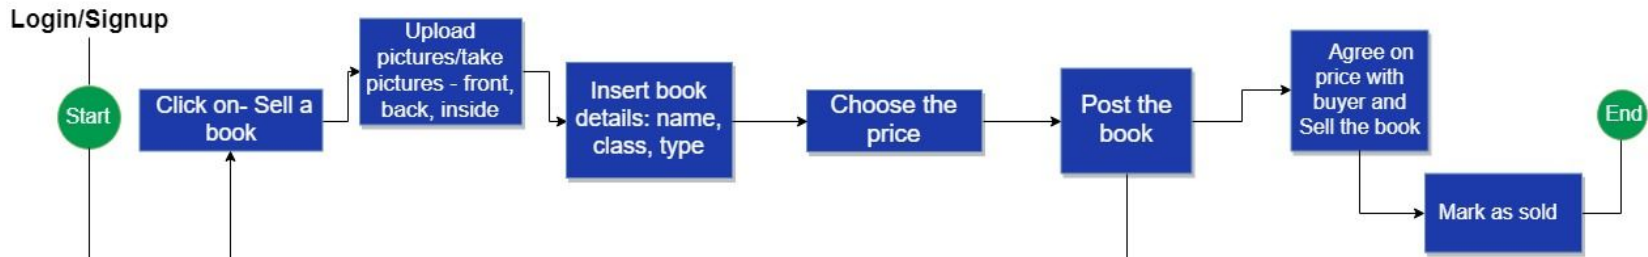 Login/Signup
Start
Click on- Sell a
book
Upload
pictures/take
pictures - front,
back, inside
Insert book
details: name,
class, type
Choose the
price
Post the
book
Agree on
price with
buyer and
Sell the book
Mark as sold
End